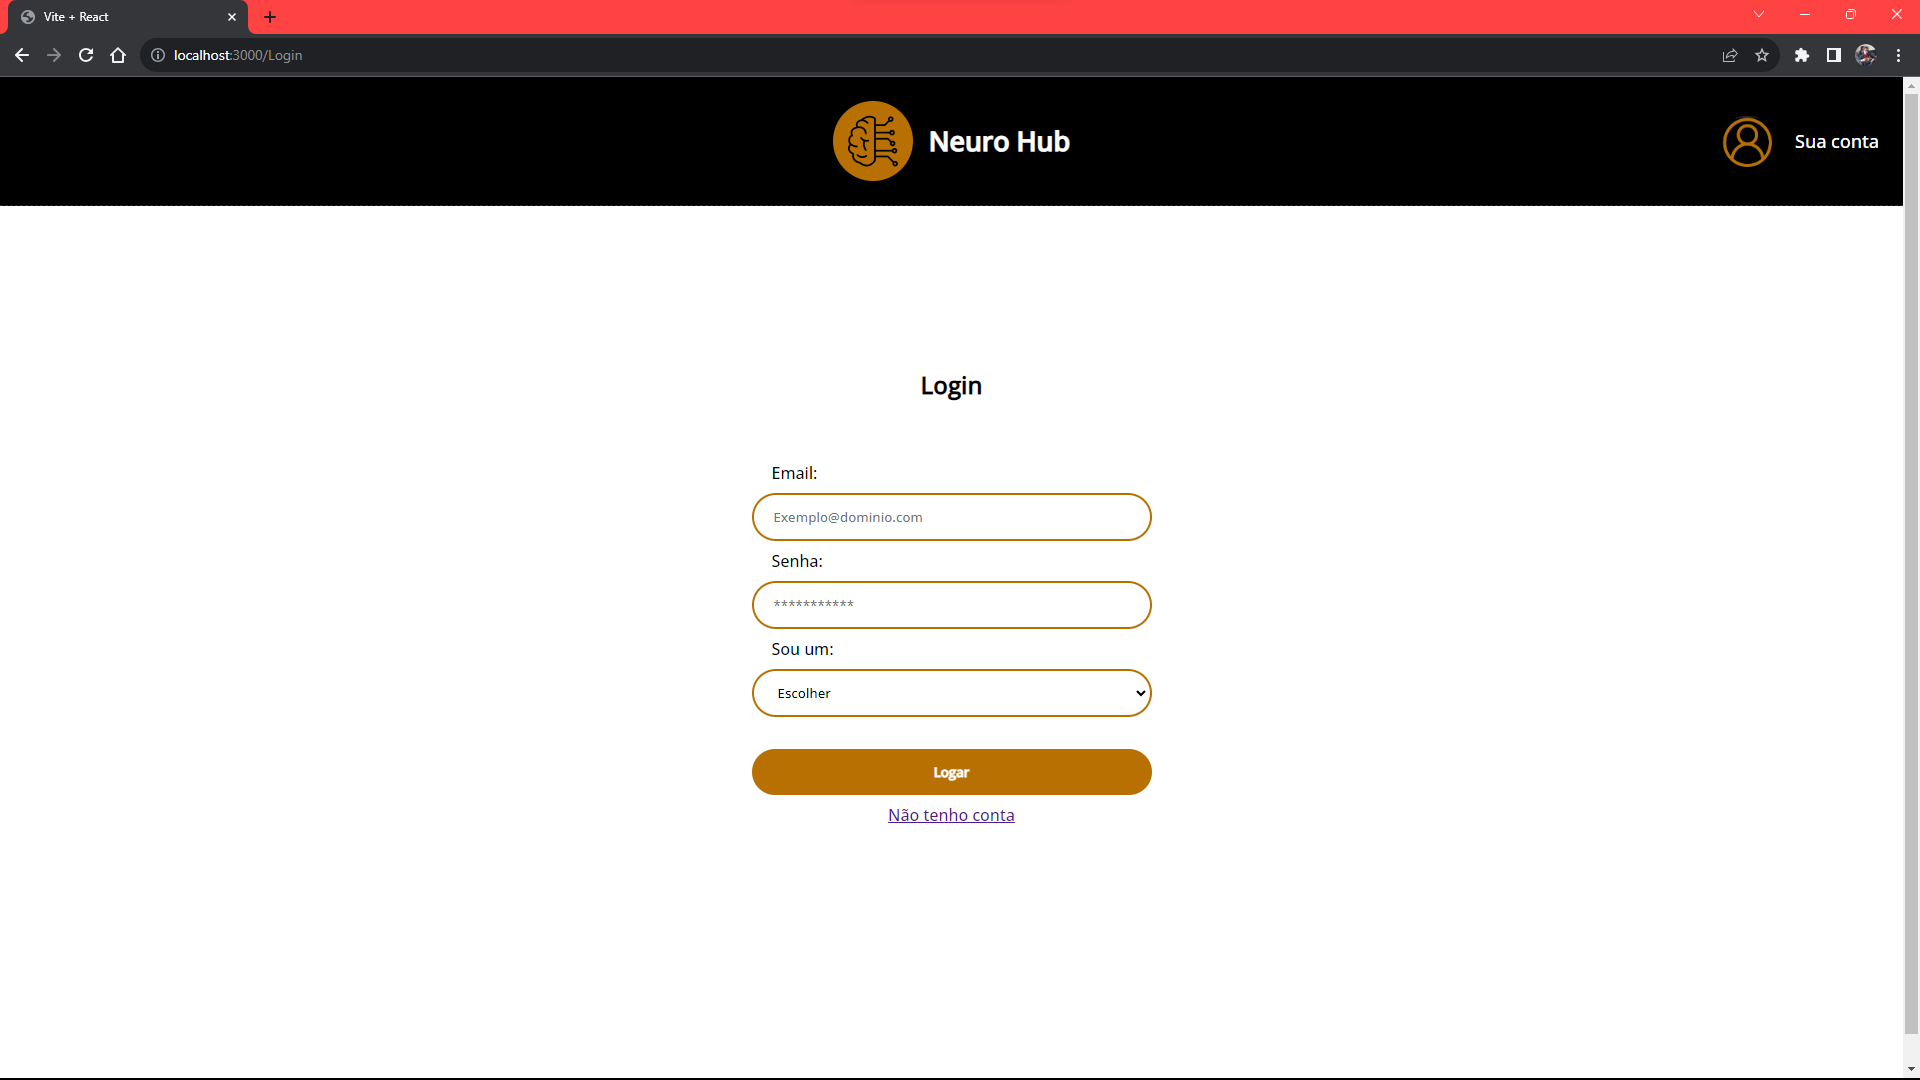 Vite + React
localhost:3000/Login
Neuro Hub
Sua conta
Login
Email:
Exemplo@dominio.com
Senha:
***********
Sou um:
Escolher
Logar
Não tenho conta